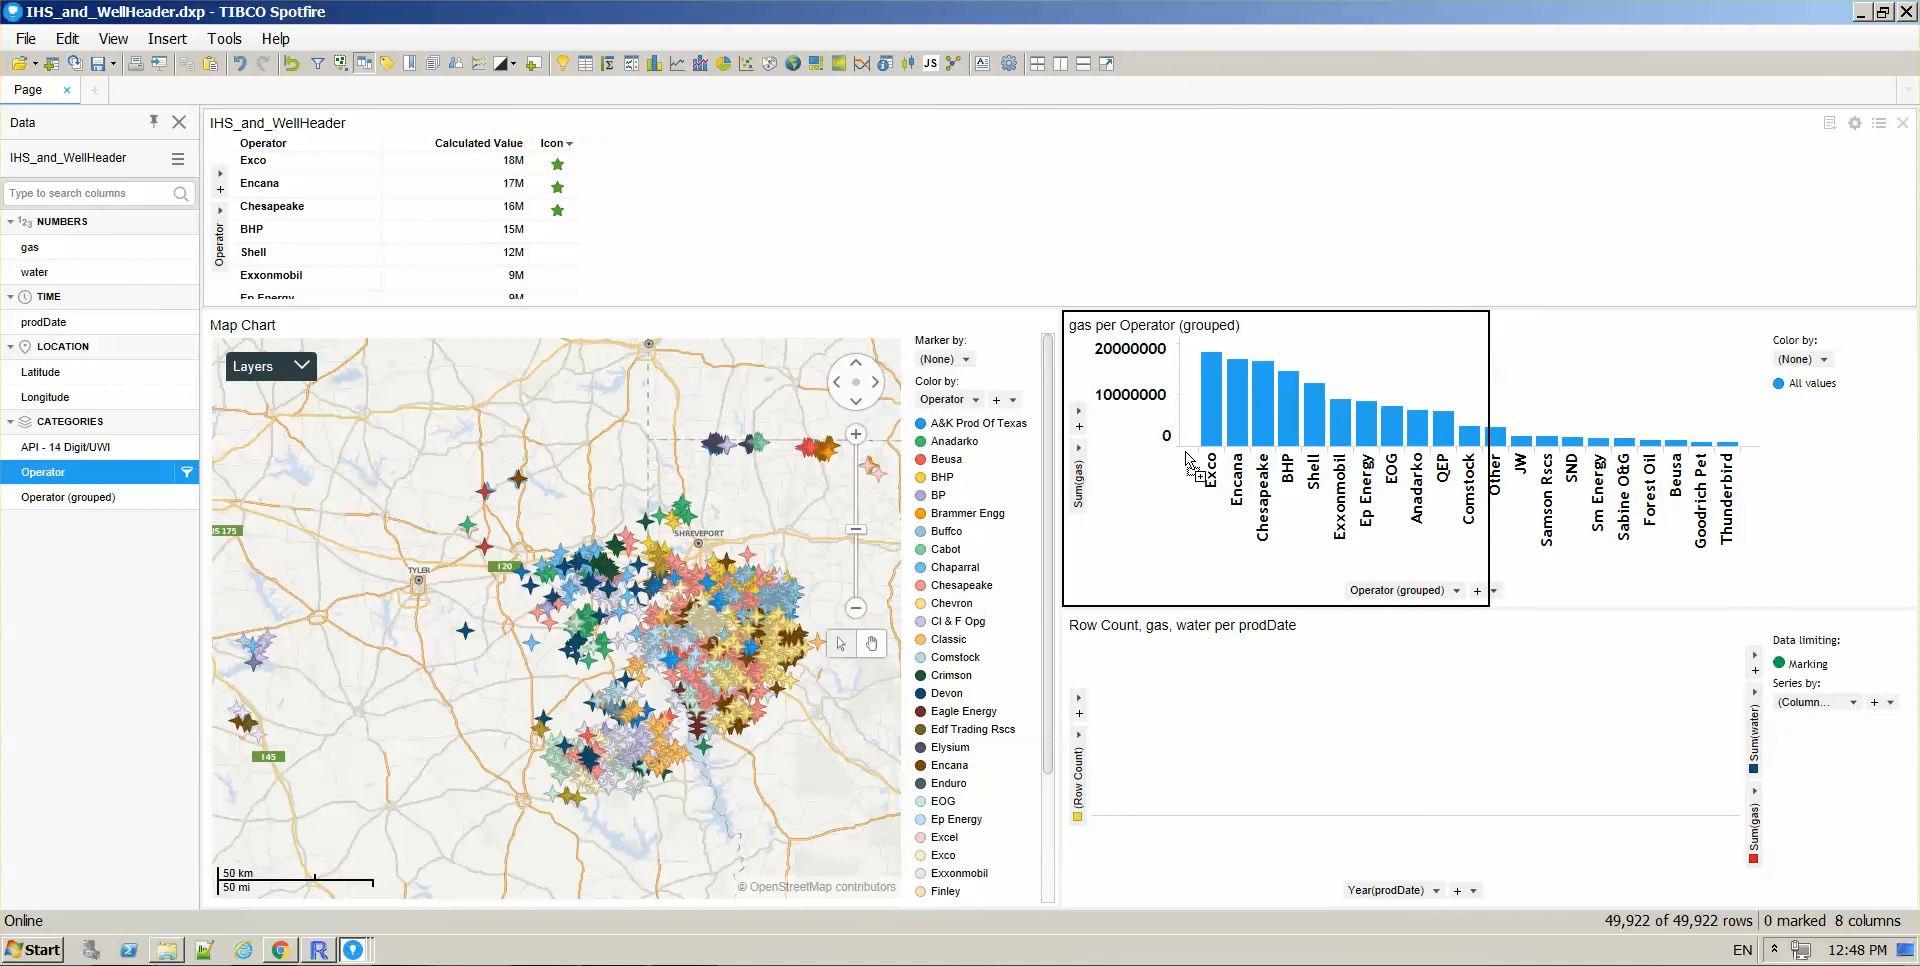 IHS_and_WellHeader.dxp - TIBCO Spotfire
File Edit View Insert Tools Help
JS
Page
Data
IHS_and_WellHeader
Type to search columns
123 NUMBERS
gas
water
TIME
prodDate
LOCATION
Latitude
Longitude
CATEGORIES
API - 14 Digit/UWI
Operator
Operator (grouped)
IHS_and_WellHeader
Operator Calculated Value Icon
Exco 18M
Encana 17M
Chesapeake 16M
BHP 15M
Shell 12M
Exxonmobil 9M
Ep Energy 9M
Operator
Map Chart
Layers
US 175
SHREVEPORT
TYLER
120
145
50 km
50 mi
© OpenStreetMap contributors
Marker by:
(None)
Color by:
Operator
A&K Prod Of Texas
Anadarko
Beusa
BHP
BP
Brammer Engg
Buffco
Cabot
Chaparral
Chesapeake
Chevron
CI & F Opg
Classic
Comstock
Crimson
Devon
Eagle Energy
Edf Trading Rscs
Elysium
Encana
Enduro
EOG
Ep Energy
Excel
Exco
Exxonmobil
Finley
gas per Operator (grouped)
20000000
10000000
0
Sum(gas)
Exco
Encana
Chesapeake
BHP
Shell
Exxonmobil
Ep Energy
EOG
Anadarko
QEP
Comstock
Other
JW
Samson Rscs
SND
Sm Energy
Sabine O&G
Forest Oil
Beusa
Goodrich Pet
Thunderbird
Operator (grouped)
Color by:
(None)
All values
Row Count, gas, water per prodDate
(Row Count)
Sum(water)
Sum(gas)
Year(prodDate)
Data limiting:
Marking
Series by:
(Column...
Online
49,922 of 49,922 rows 0 marked 8 columns
Start
EN
12:48 PM